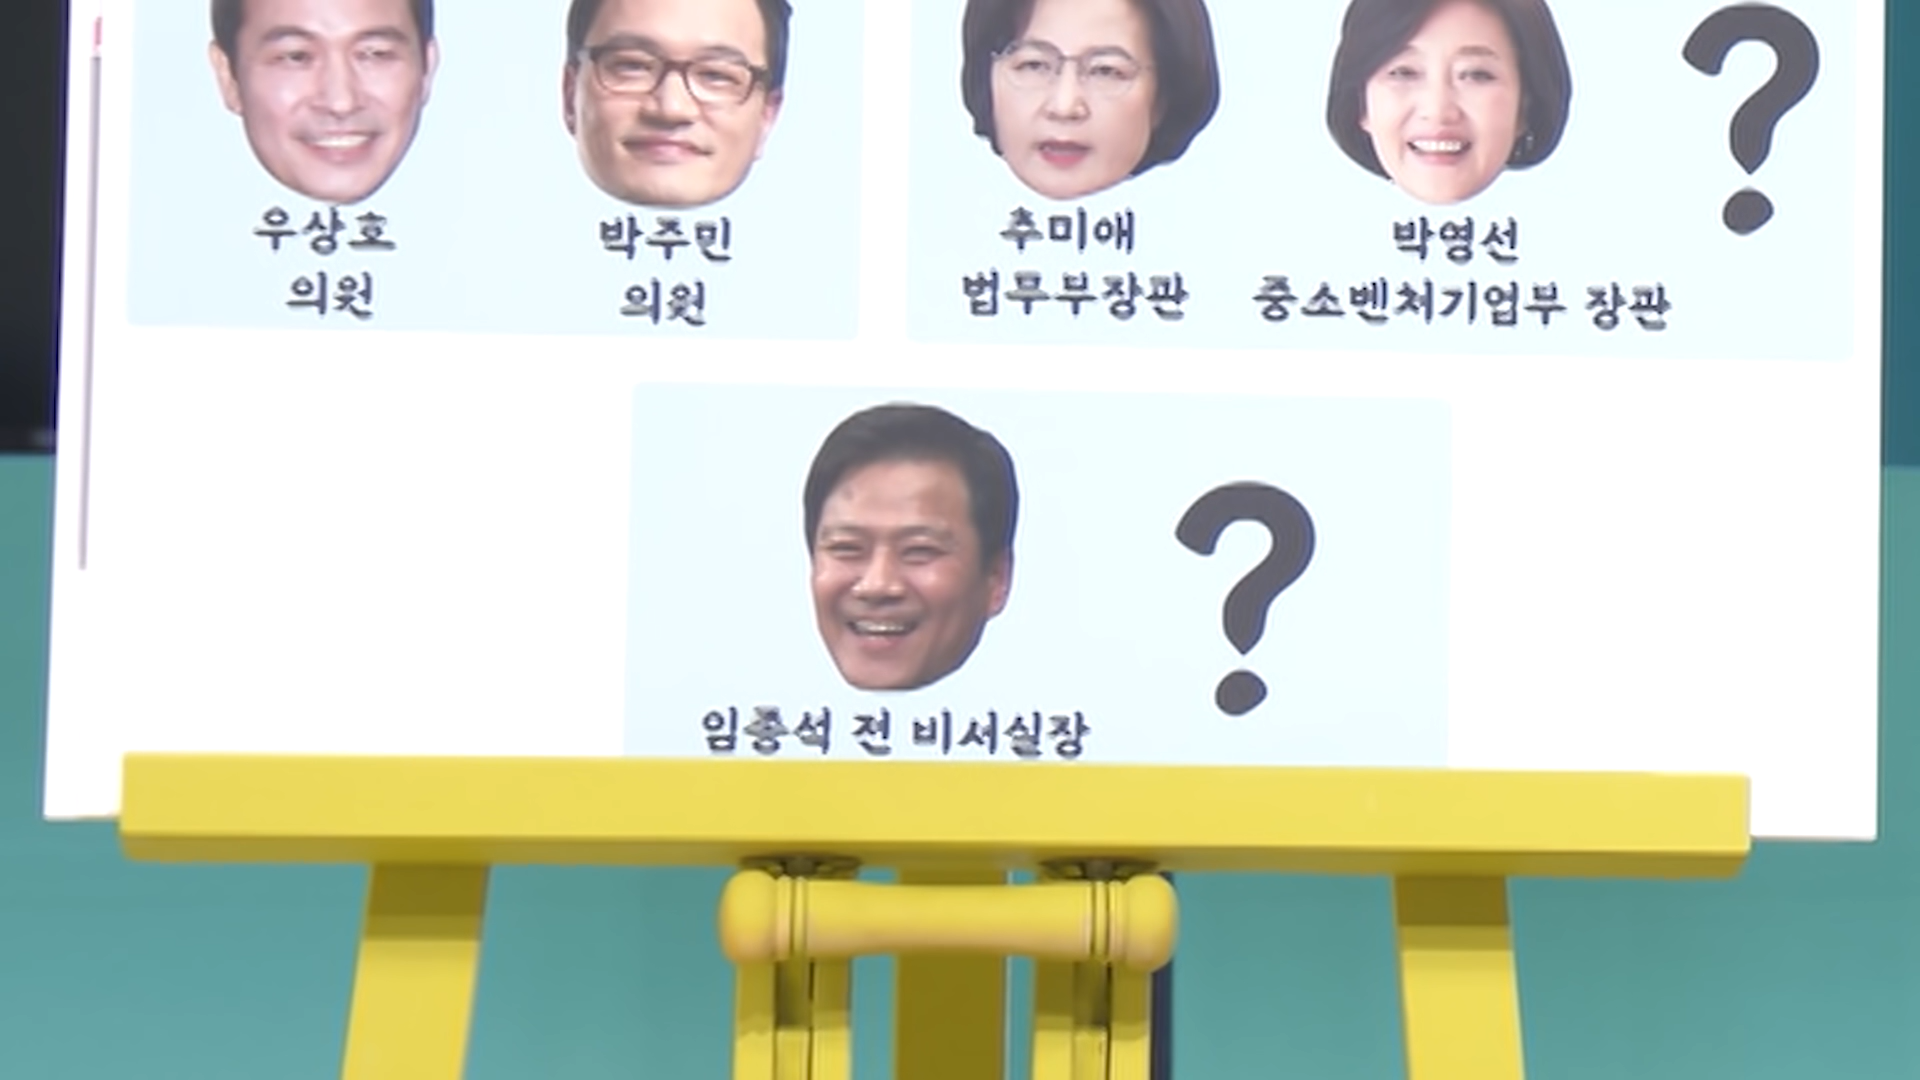 우상호
의원
박주민
의원
추미애
법무부장관
박영선
중소벤처기업부 장관
?
임종석 전 비서실장
?